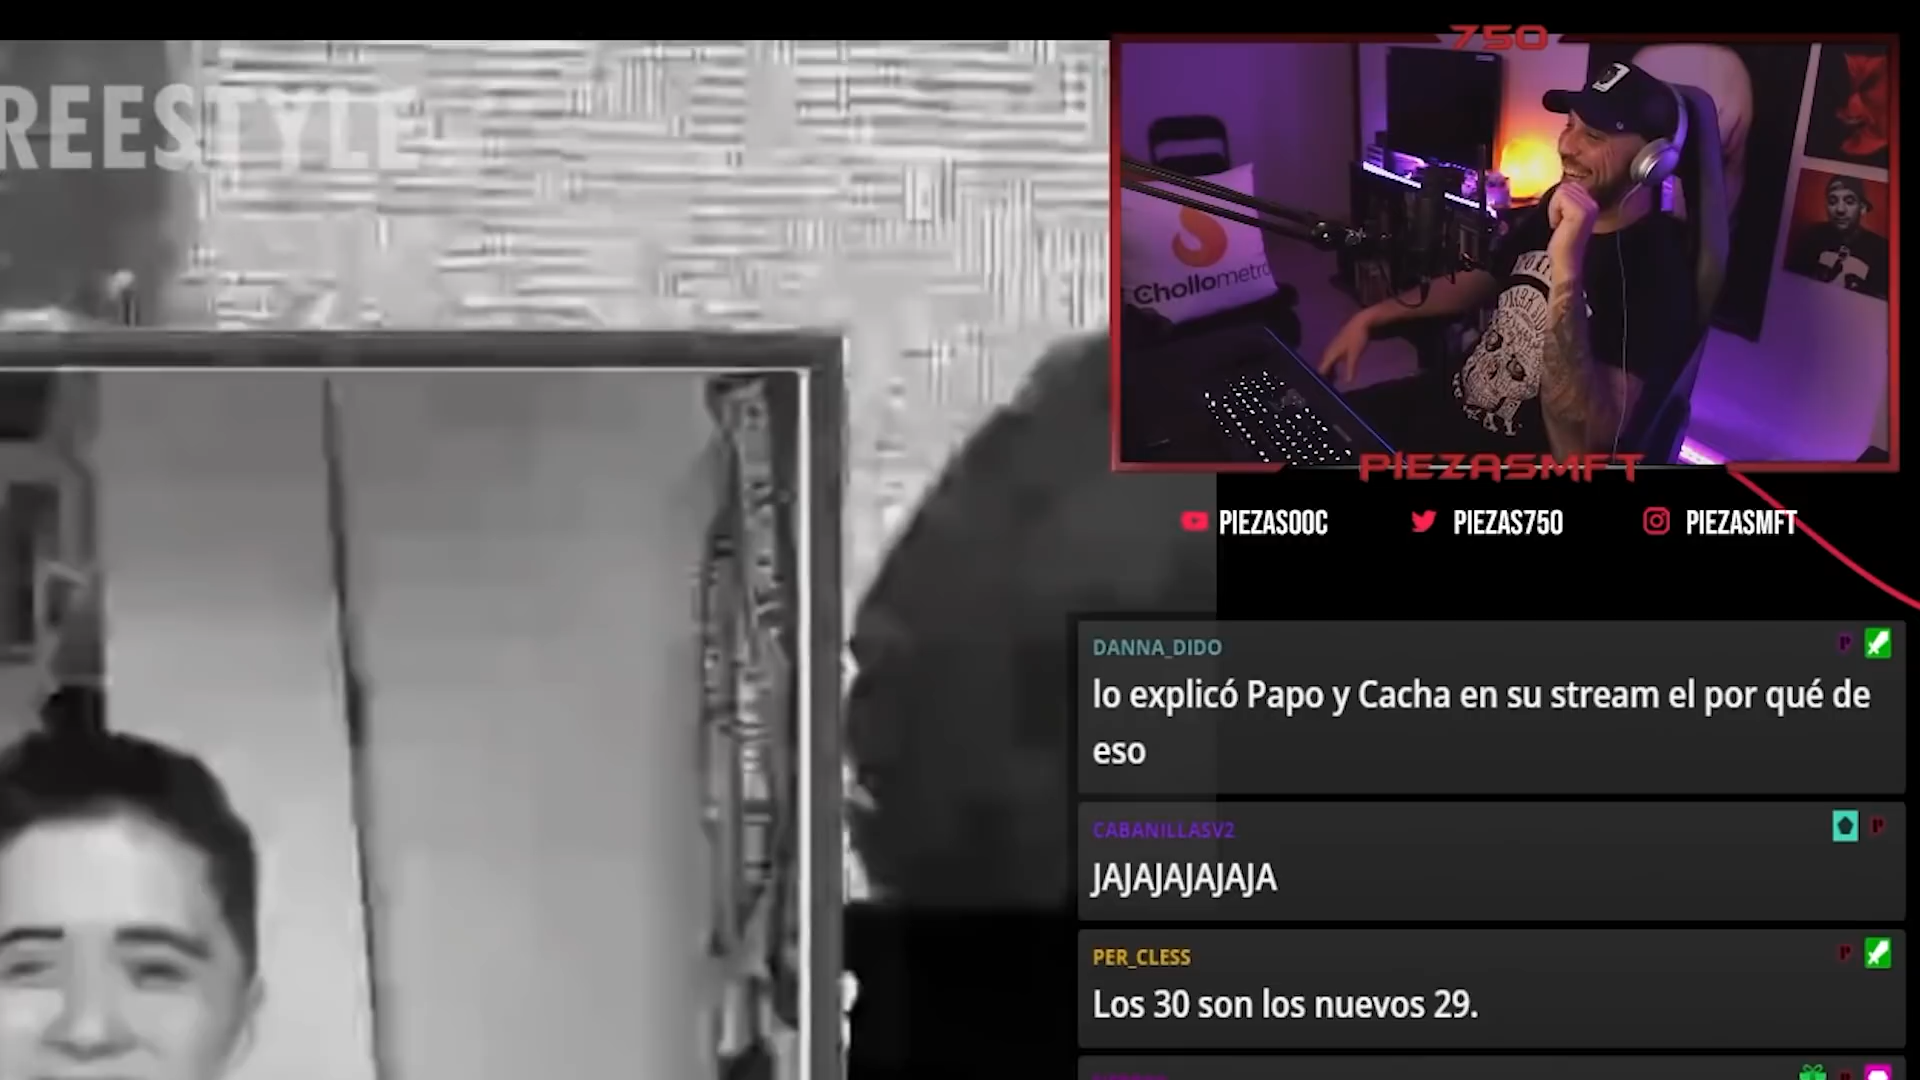 750
REESTYLE
Chollometro
PIEZASMFT
PIEZASOOC
PIEZAS750
PIEZASMFT
DANNA_DIDO
lo explicó Papo y Cacha en su stream el por qué de
eso
CABANILLASV2
JAJAJAJAJAJA
PER_CLESS
Los 30 son los nuevos 29.